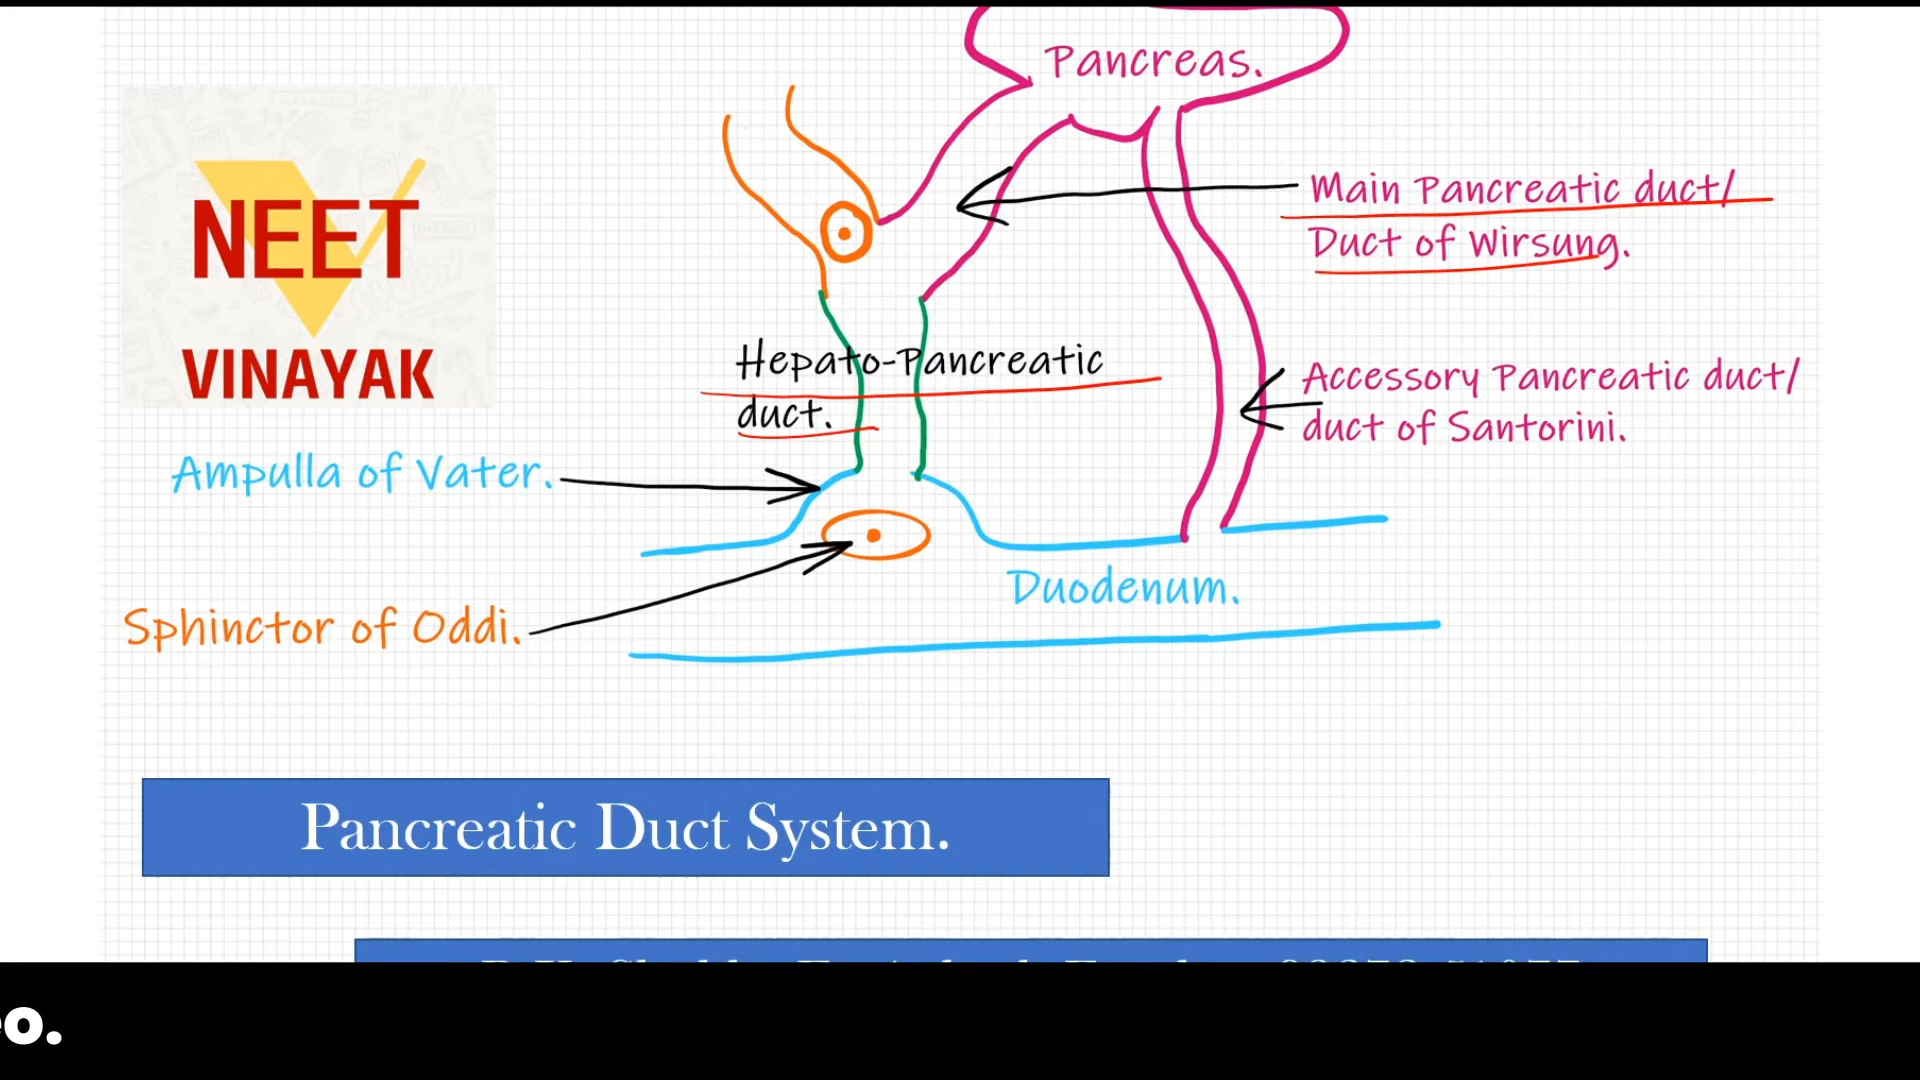 Pancreas.
NEET
VINAYAK
Main Pancreatic duct/
Duct of Wirsung.
Hepato-Pancreatic
duct.
Accessory Pancreatic duct/
duct of Santorini.
Ampulla of Vater.
Sphinctor of Oddi.
Duodenum.
Pancreatic Duct System.
eo.